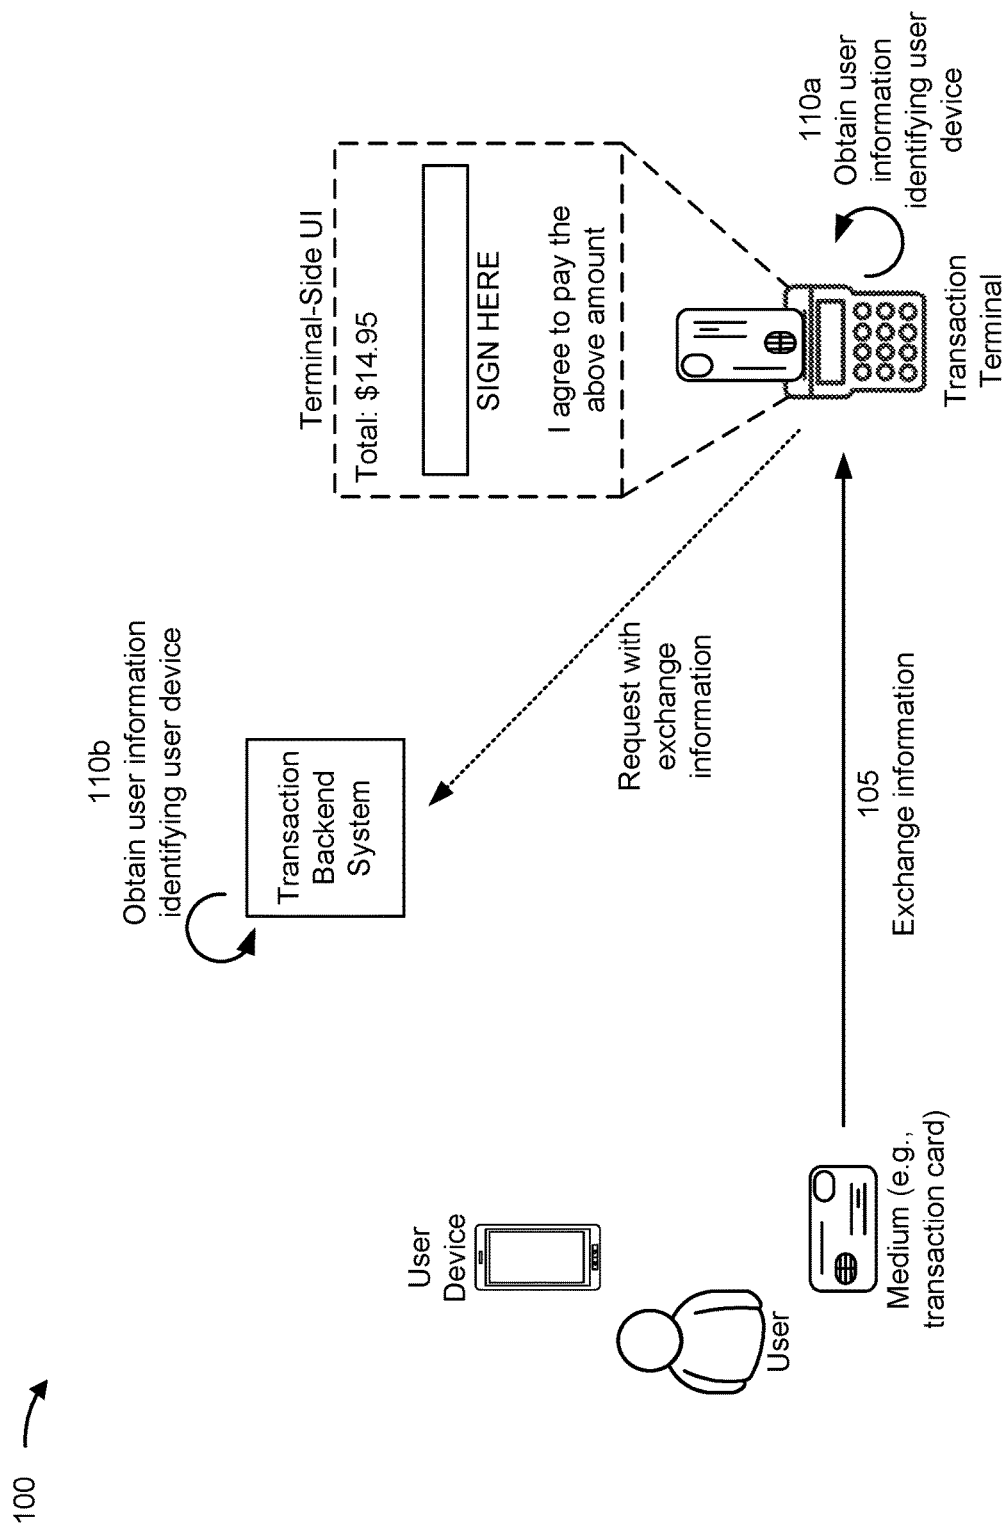 100
110b
Obtain user information
identifying user device
Transaction
Backend
System
Terminal-Side UI
Total: $14.95
SIGN HERE
I agree to pay the
above amount
User
Device
User
Request with
exchange
information
110a
Obtain user
information
identifying user
device
Medium (e.g.,
transaction card)
105
Exchange information
Transaction
Terminal